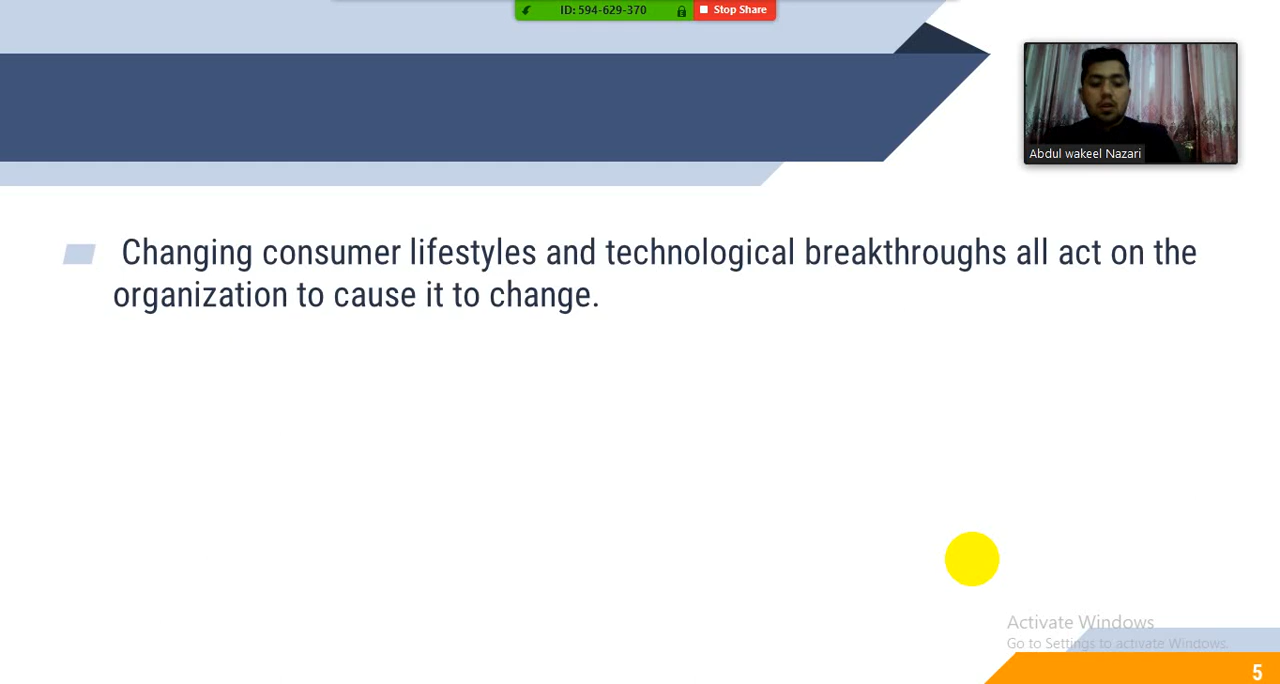 ID: 594-629-370
Stop Share
Abdul wakeel Nazari
Changing consumer lifestyles and technological breakthroughs all act on the
organization to cause it to change.
Activate Windows
Go to Settings to activate Windows.
5